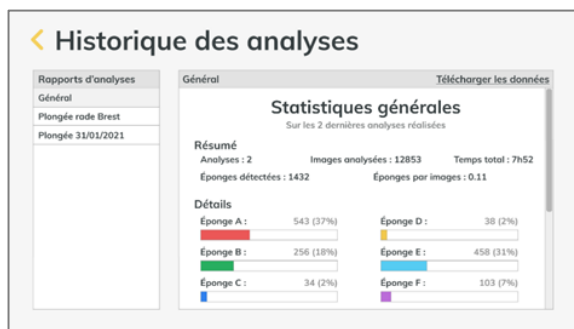 Historique des analyses
Rapports d'analyses
Général
Plongée rade Brest
Plongée 31/01/2021
Général Télécharger les données
Statistiques générales
Sur les 2 dernières analyses réalisées
Résumé
Analyses : 2 Images analysées : 12853 Temps total : 7h52
Éponges détectées : 1432 Éponges par images : 0.11
Détails
Éponge A : 543 (37%) Éponge D : 38 (2%)
Éponge B : 256 (18%) Éponge E : 458 (31%)
Éponge C : 34 (2%) Éponge F : 103 (7%)